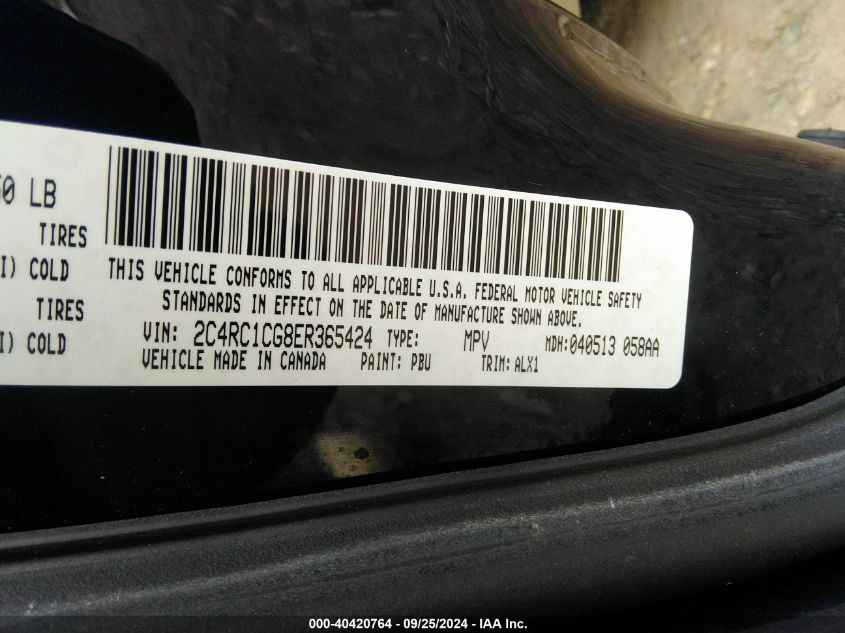 50 LB
TIRES
I) COLD
TIRES
I) COLD
THIS VEHICLE CONFORMS TO ALL APPLICABLE U.S.A. FEDERAL MOTOR VEHICLE SAFETY
STANDARDS IN EFFECT ON THE DATE OF MANUFACTURE SHOWN ABOVE.
VIN: 2C4RC1CG8ER365424 TYPE: MPV MDH:040513 058AA
VEHICLE MADE IN CANADA PAINT: PBU TRIM: ALX1
000-40420764 / 09/25/2024 - IAA Inc.